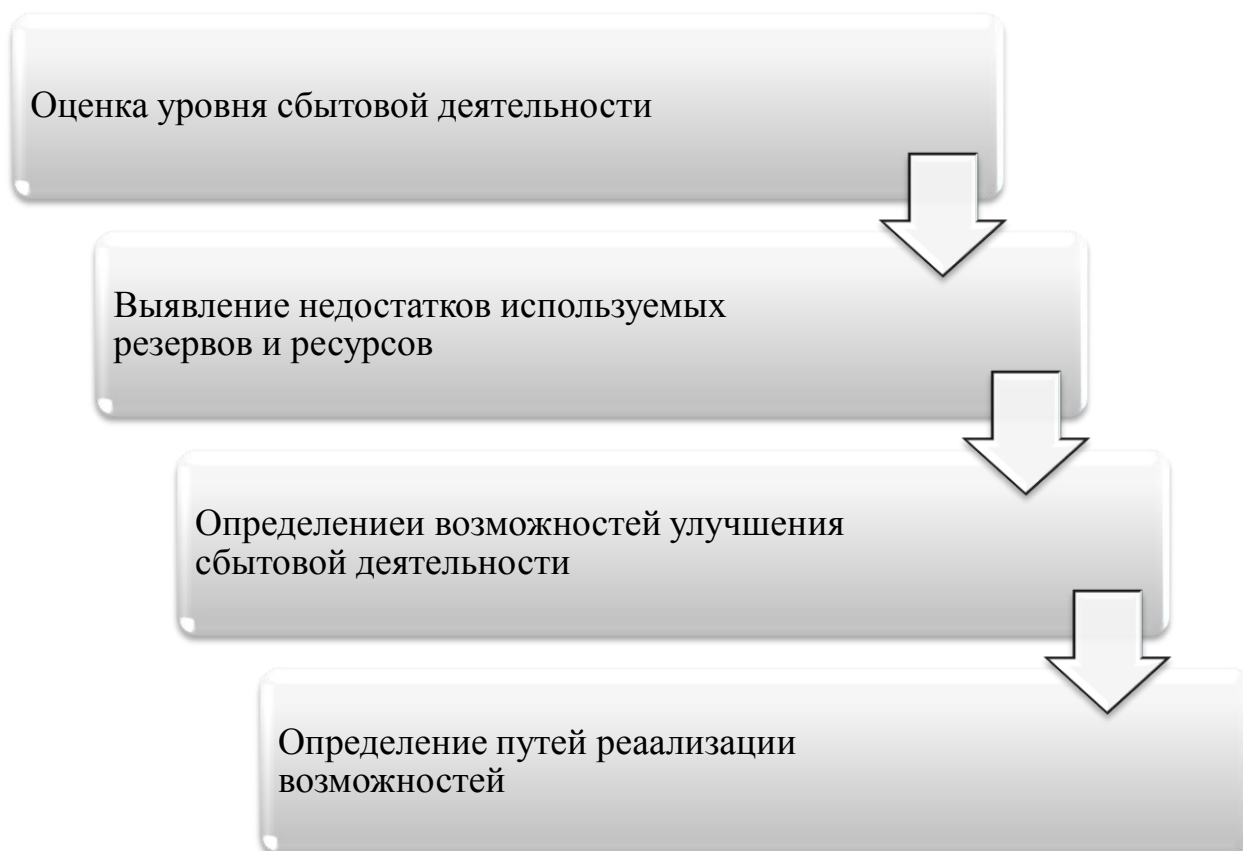 Оценка уровня сбытовой деятельности
Выявление недостатков используемых
резервов и ресурсов
Определениеи возможностей улучшения
сбытовой деятельности
Определение путей реаализации
возможностей